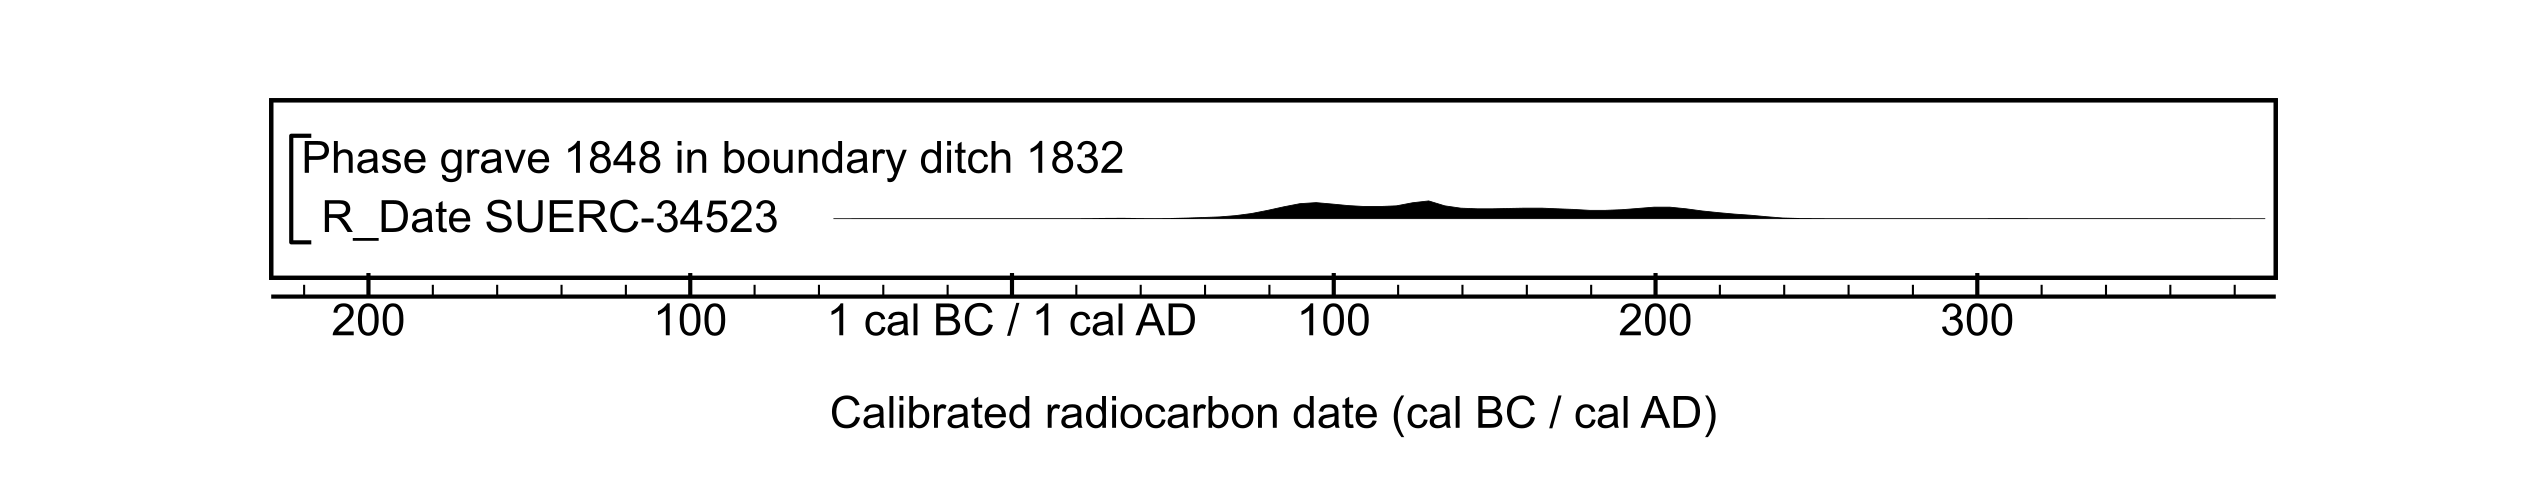 Phase grave 1848 in boundary ditch 1832
R_Date SUERC-34523
200 100 1 cal BC / 1 cal AD 100 200 300
Calibrated radiocarbon date (cal BC / cal AD)